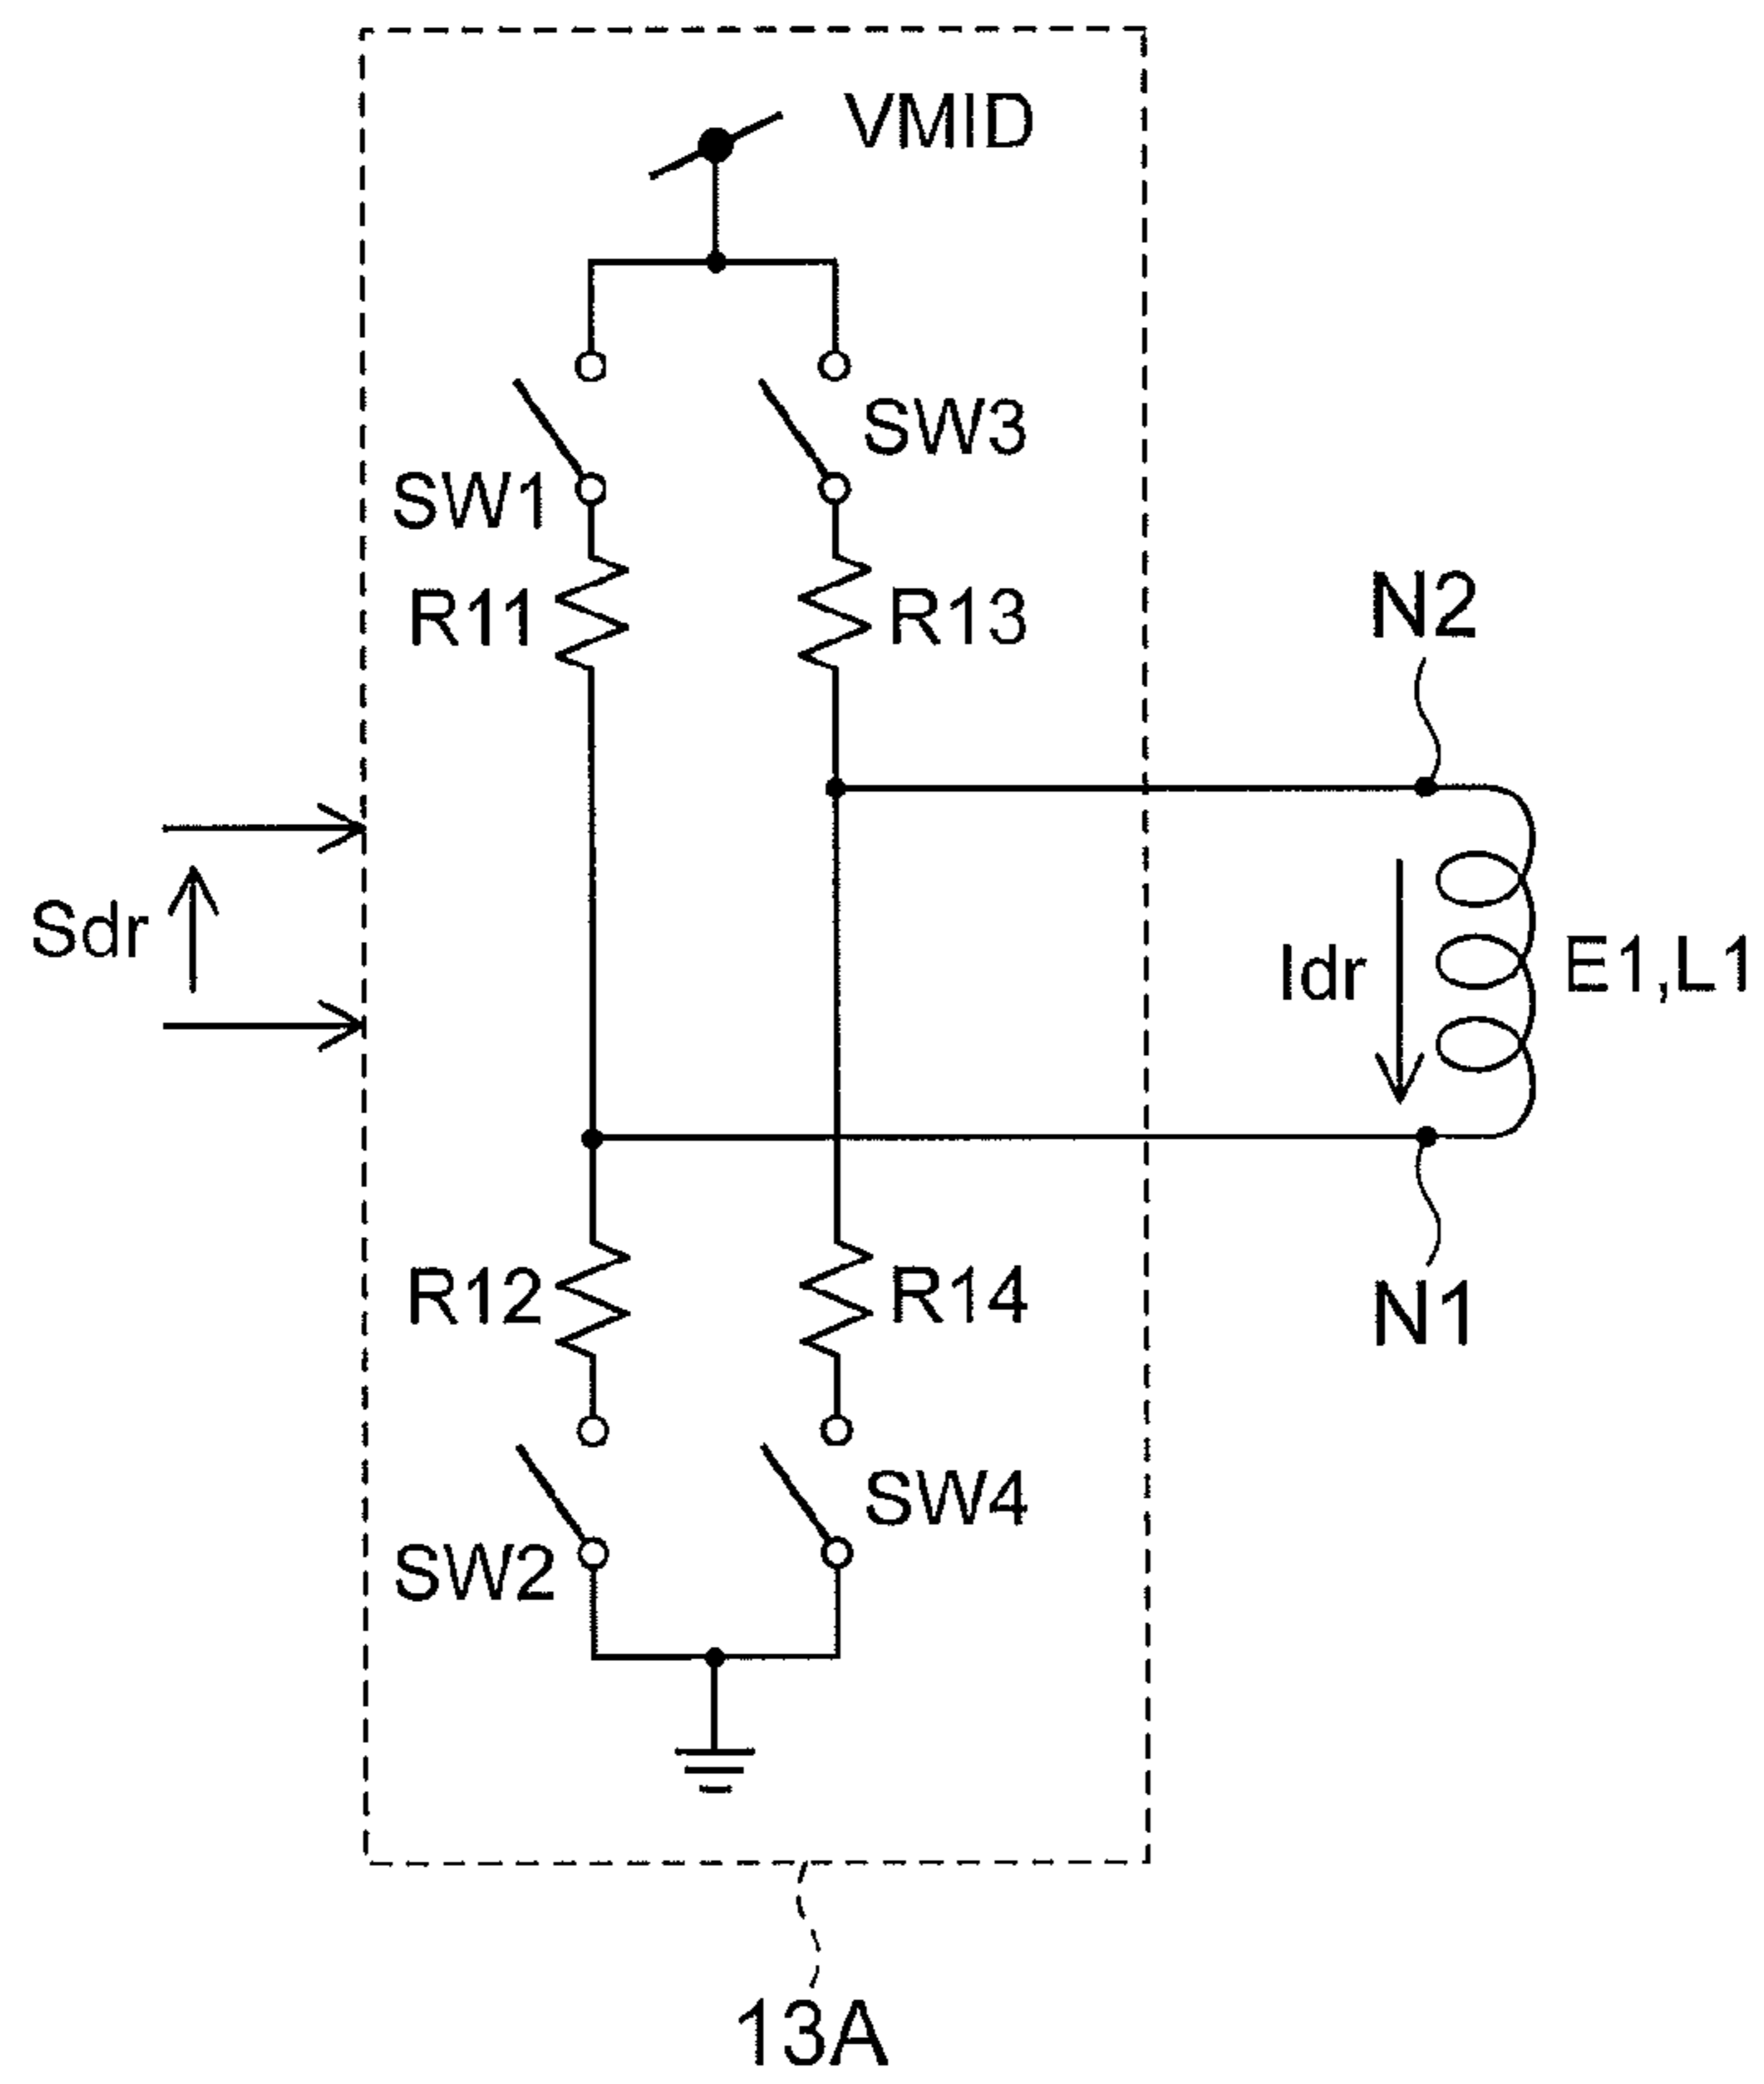 VMID
SW3
SW1
R11
R13
N2
Sdr
Idr
E1,L1
R12
R14
N1
SW4
SW2
13A